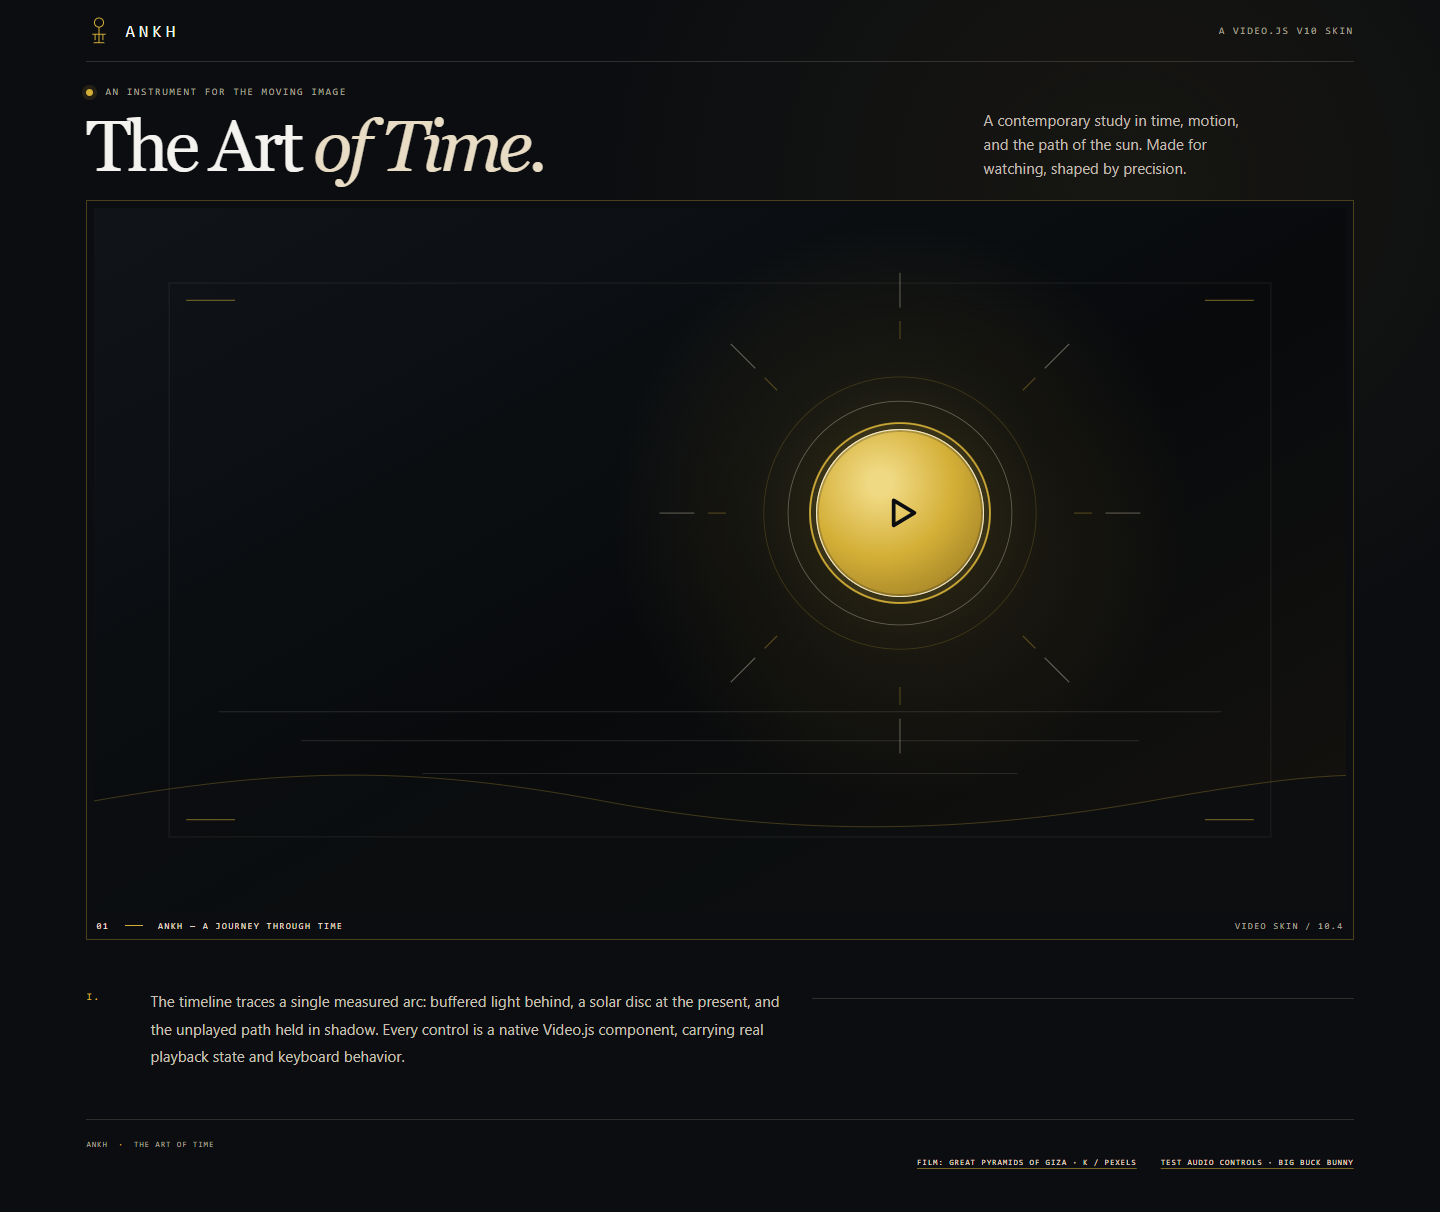 ANKH
A VIDEO.JS V10 SKIN
AN INSTRUMENT FOR THE MOVING IMAGE
The Art of Time.
A contemporary study in time, motion,
and the path of the sun. Made for
watching, shaped by precision.
01 — ANKH — A JOURNEY THROUGH TIME
VIDEO SKIN / 10.4
I.
The timeline traces a single measured arc: buffered light behind, a solar disc at the present, and
the unplayed path held in shadow. Every control is a native Video.js component, carrying real
playback state and keyboard behavior.
ANKH · THE ART OF TIME
FILM: GREAT PYRAMIDS OF GIZA · K / PEXELS
TEST AUDIO CONTROLS · BIG BUCK BUNNY